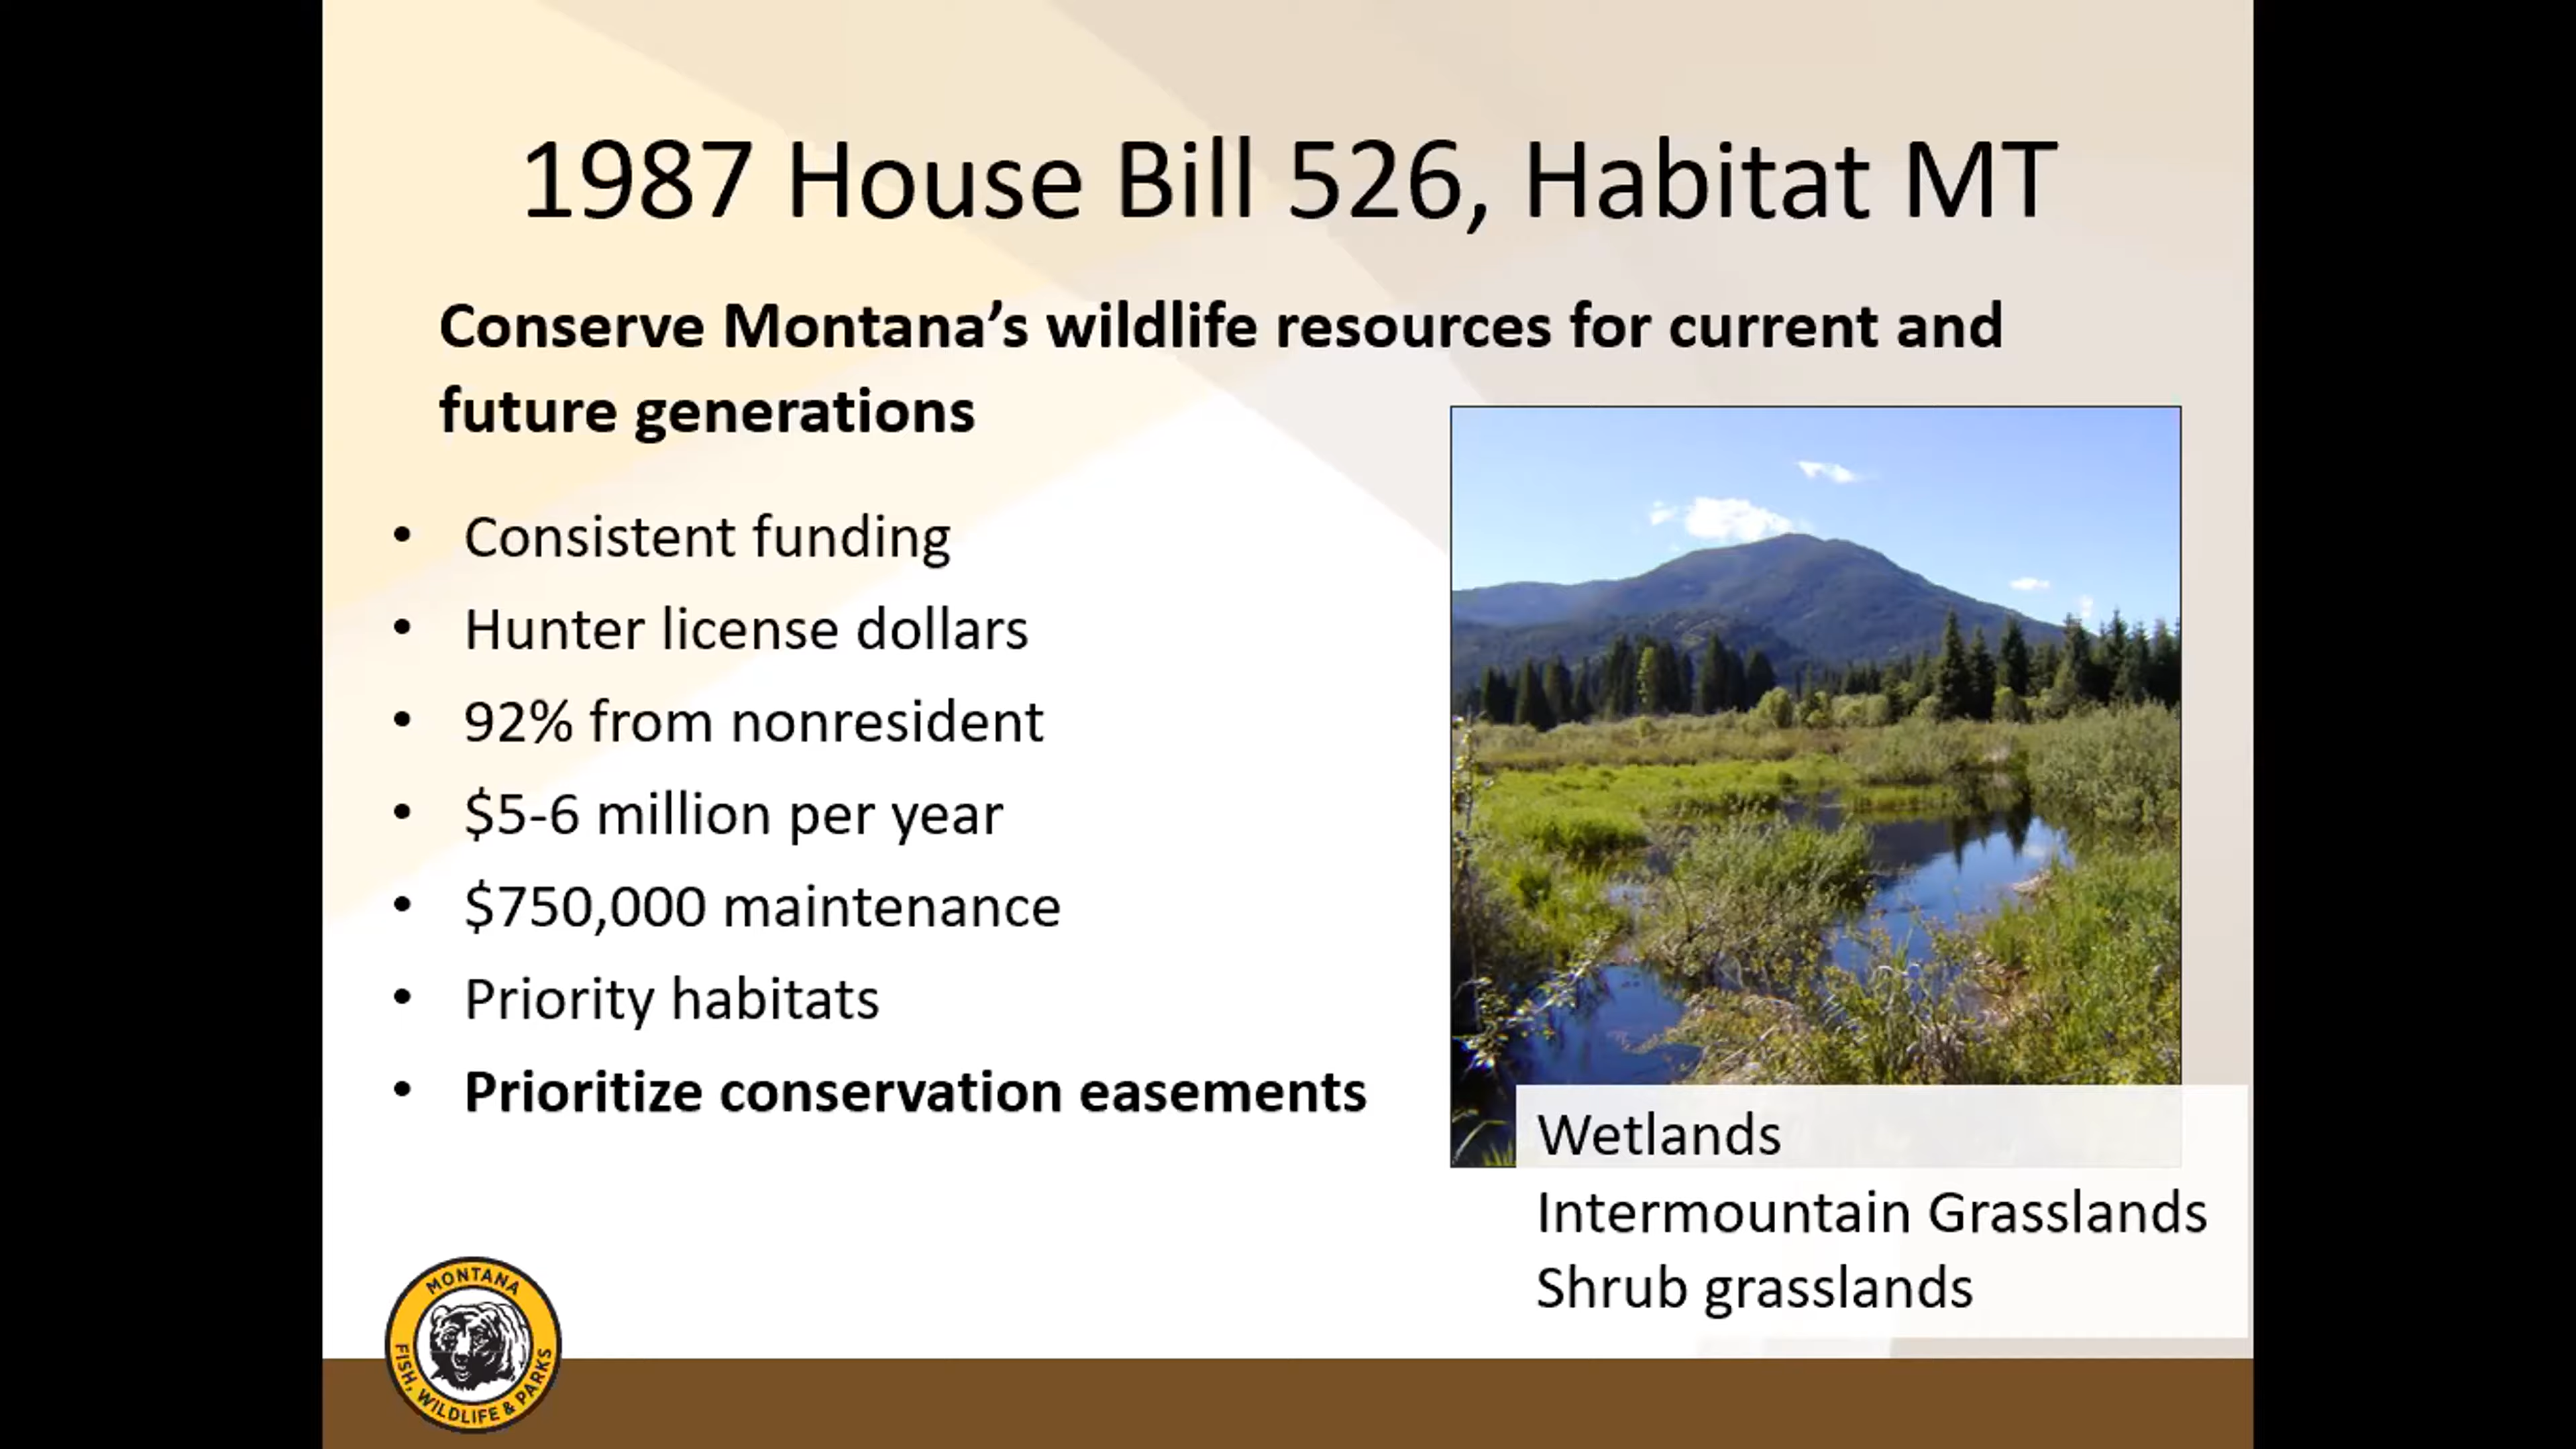 1987 House Bill 526, Habitat MT
Conserve Montana’s wildlife resources for current and
future generations
• Consistent funding
• Hunter license dollars
• 92% from nonresident
• $5-6 million per year
• $750,000 maintenance
• Priority habitats
• Prioritize conservation easements
Wetlands
Intermountain Grasslands
Shrub grasslands
MONTANA
FISH, WILDLIFE & PARKS